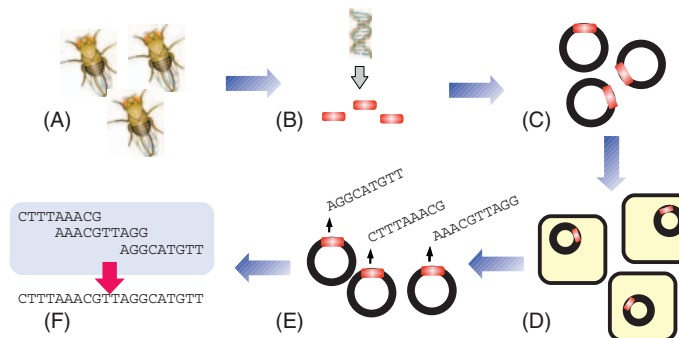 (A)
(B)
(C)
AGGCATGTT
CTTTAAACG
AAACGTTAGG
CTTTAAACG
AAACGTTAGG
AGGCATGTT
CTTTAAACGTTAGGCATGTT
(F)
(E)
(D)